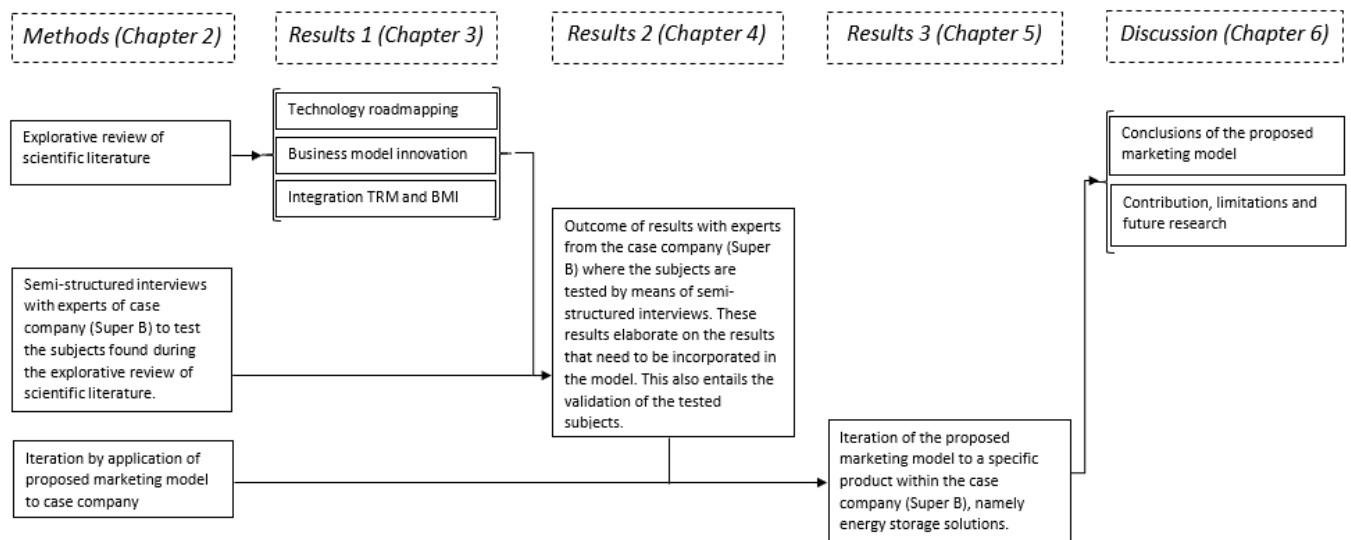 Methods (Chapter 2)
Results 1 (Chapter 3)
Results 2 (Chapter 4)
Results 3 (Chapter 5)
Discussion (Chapter 6)
Explorative review of
scientific literature
Technology roadmapping
Business model innovation
Integration TRM and BMI
Conclusions of the proposed
marketing model
Contribution, limitations and
future research
Semi-structured interviews
with experts of case
company (Super B) to test
the subjects found during
the explorative review of
scientific literature.
Outcome of results with experts
from the case company (Super
B) where the subjects are
tested by means of semi-
structured interviews. These
results elaborate on the results
that need to be incorporated in
the model. This also entails the
validation of the tested
subjects.
Iteration by application of
proposed marketing model
to case company
Iteration of the proposed
marketing model to a specific
product within the case
company (Super B), namely
energy storage solutions.